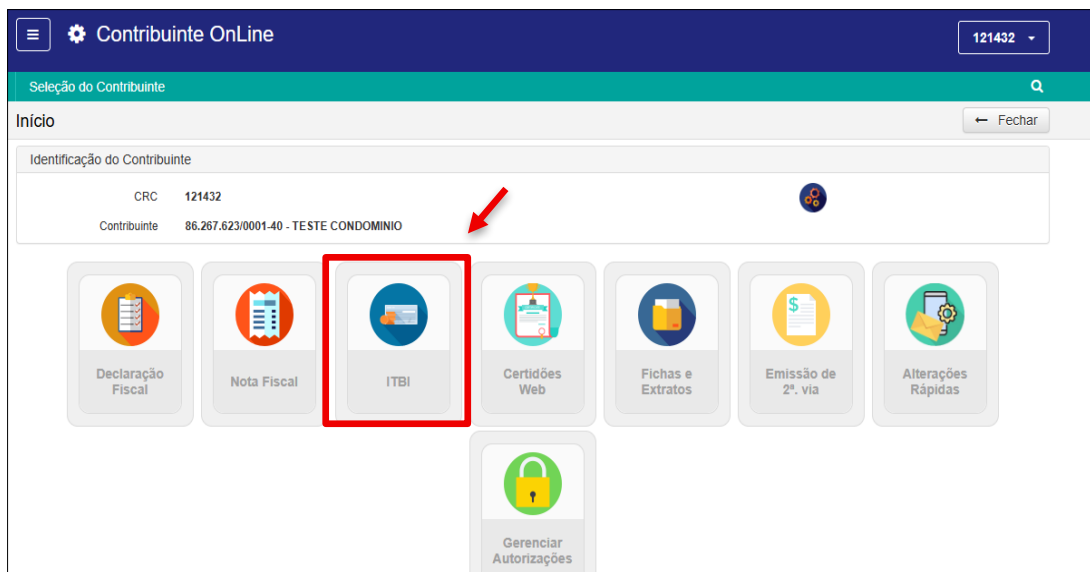 Contribuinte OnLine
121432
Seleção do Contribuinte
Início
← Fechar
Identificação do Contribuinte
CRC 121432
Contribuinte 86.267.623/0001-40 - TESTE CONDOMINIO
Declaração
Fiscal
Nota Fiscal
ITBI
Certidões
Web
Fichas e
Extratos
$
Emissão de
2ª. via
Alterações
Rápidas
Gerenciar
Autorizações